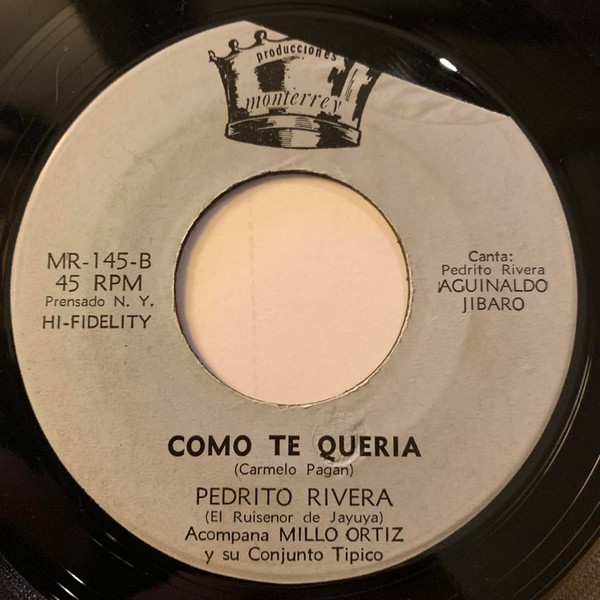 producciones
monterrey
MR-145-B
45 RPM
Prensado N. Y.
HI-FIDELITY
Canta:
Pedrito Rivera
AGUINALDO
JIBARO
COMO TE QUERIA
(Carmelo Pagan)
PEDRITO RIVERA
(El Ruisenor de Jayuya)
Acompana MILLO ORTIZ
y su Conjunto Tipico